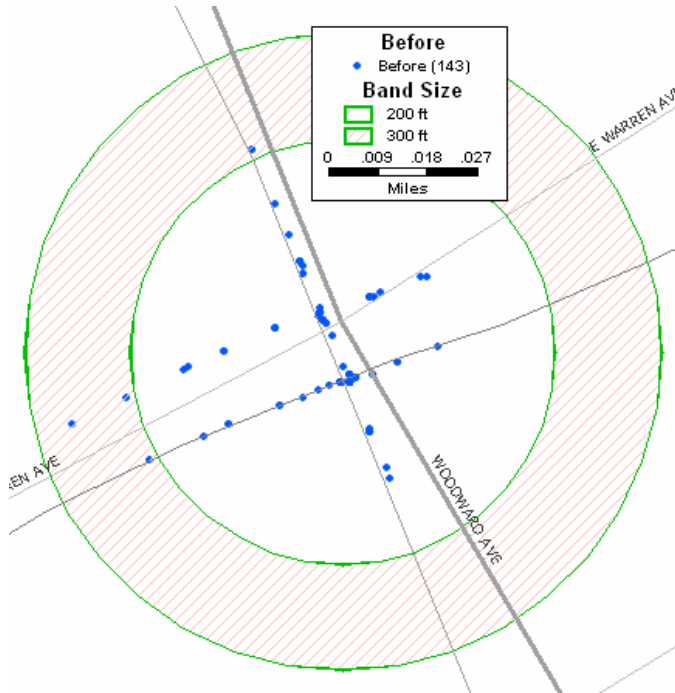 Before
Before (143)
Band Size
200 ft
300 ft
0 .009 .018 .027
Miles
E WARREN AVE
REN AVE
WOODWARD AVE